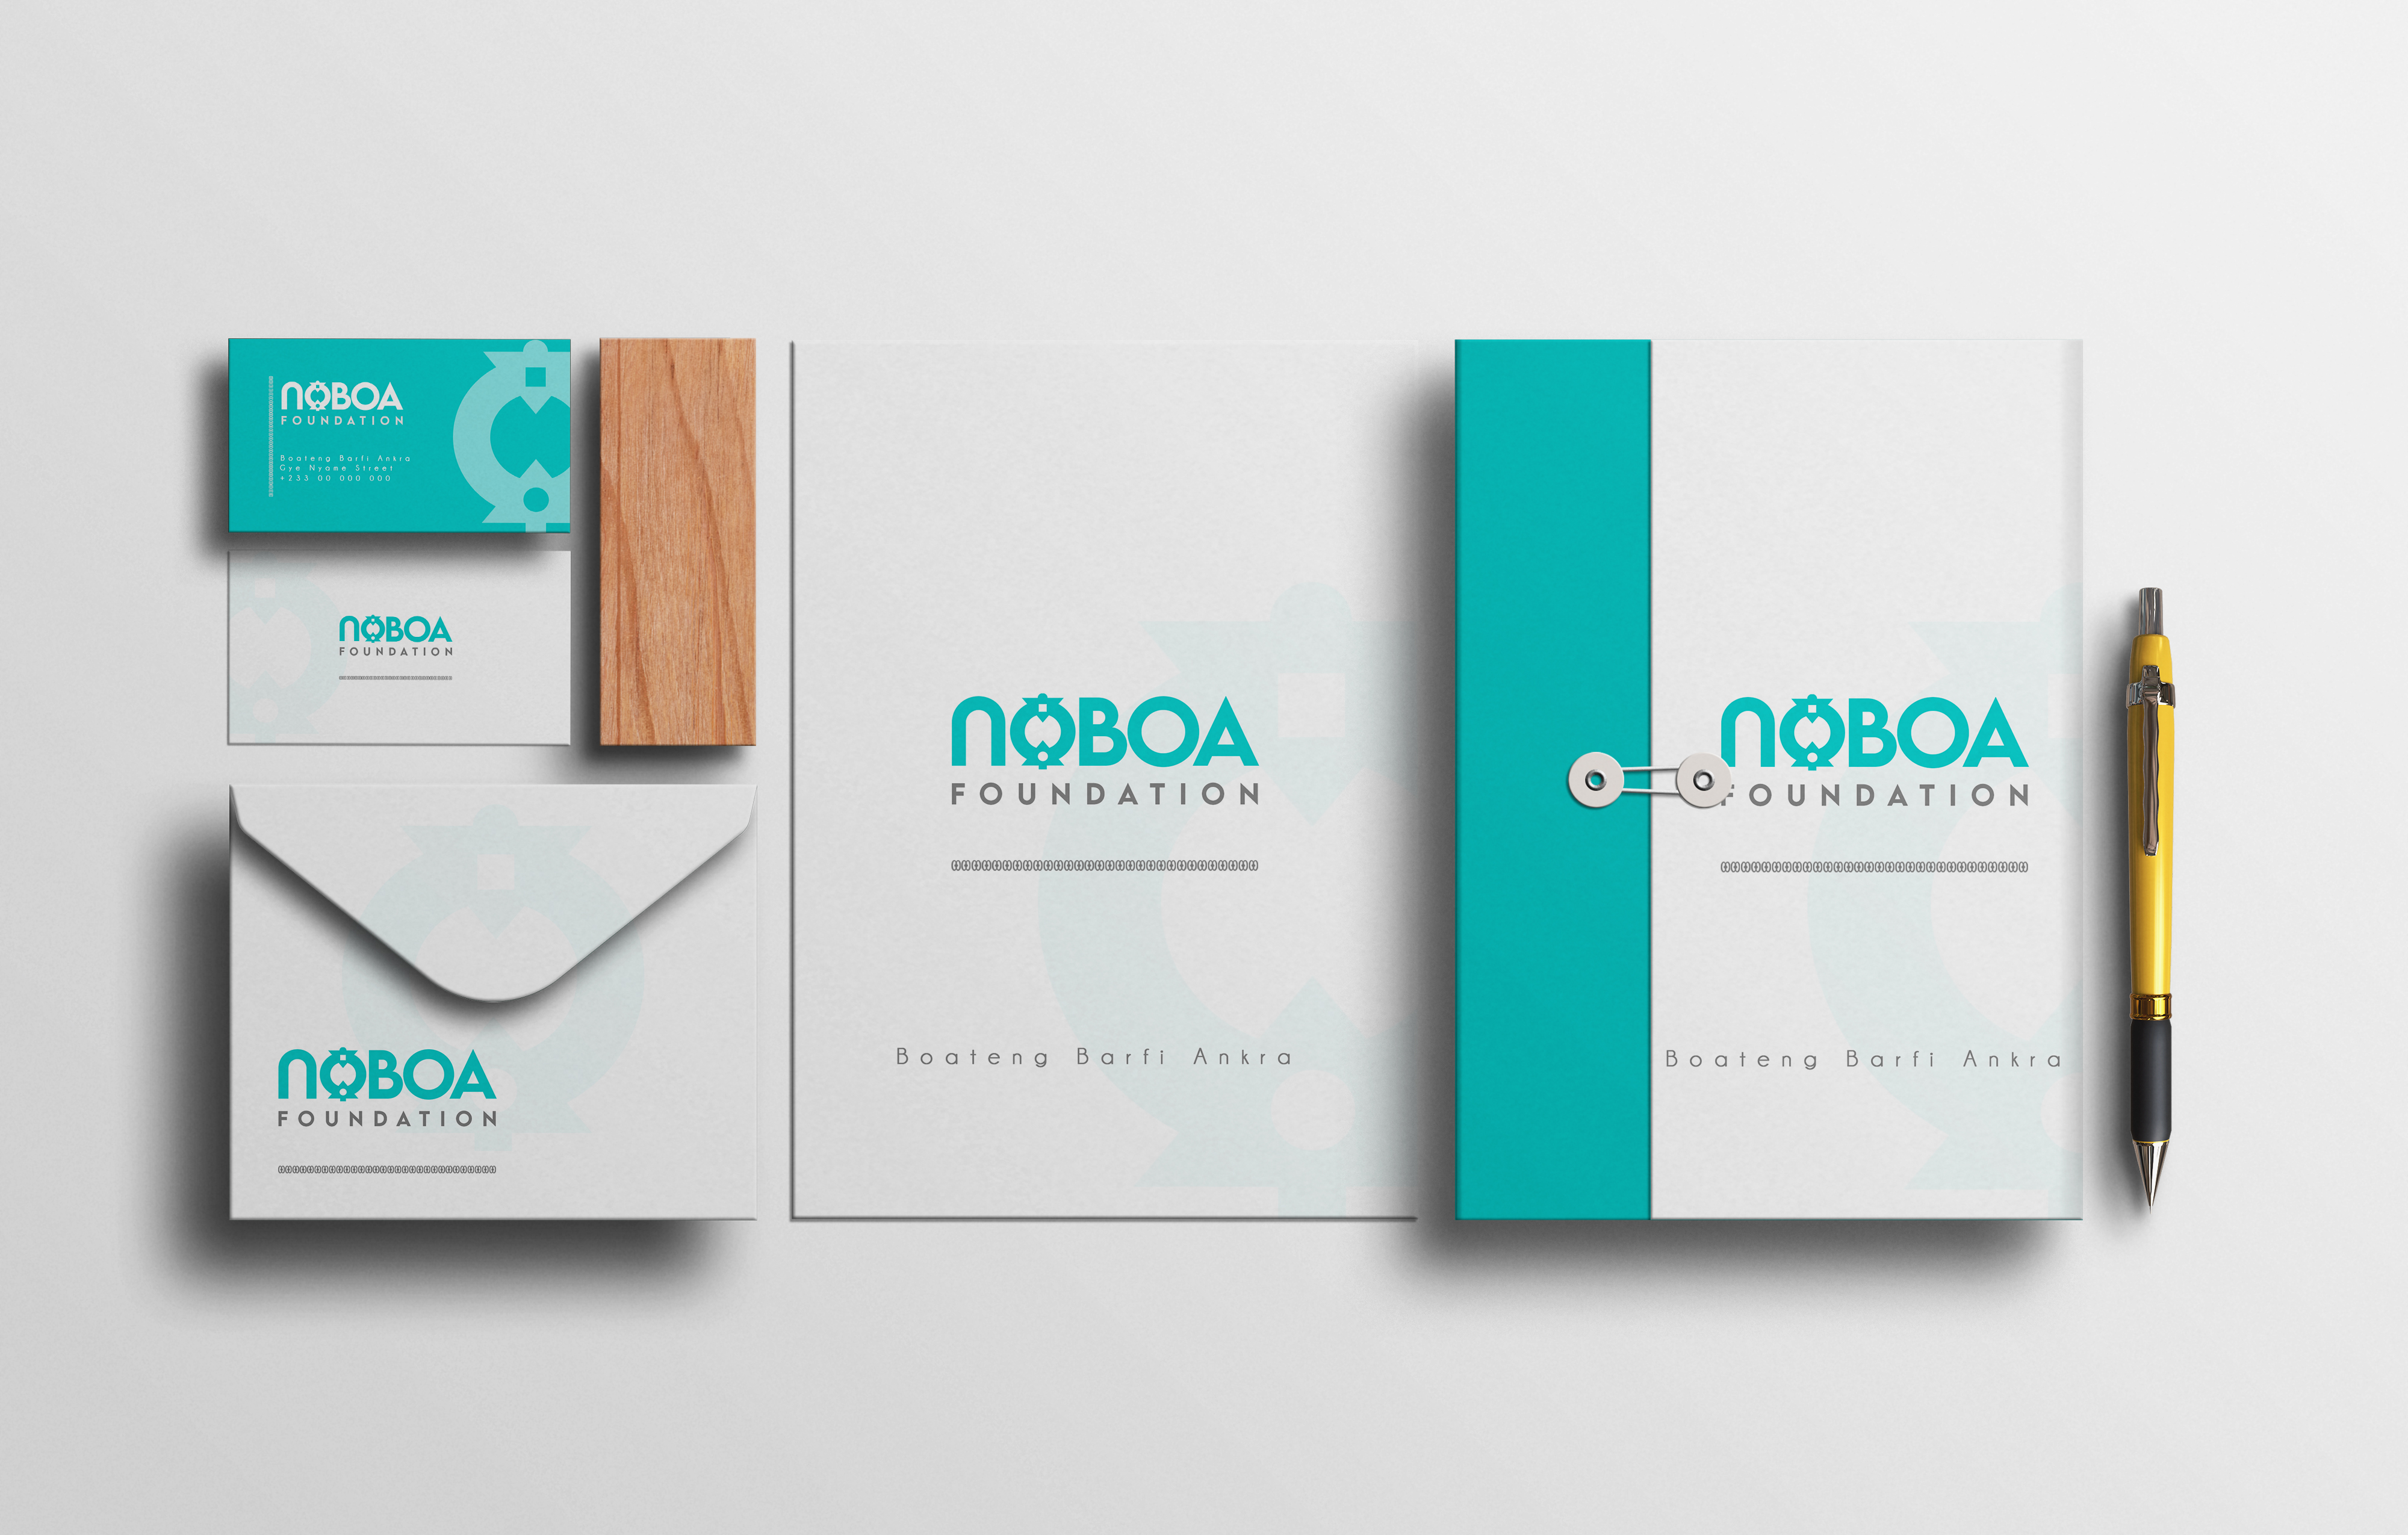 NOBOA
FOUNDATION
Boateng Barfi Ankra
Gye Nyame Street
+233 00 000 000
NOBOA
FOUNDATION
NOBOA
FOUNDATION
NOBOA
FOUNDATION
Boateng Barfi Ankra
NOBOA
FOUNDATION
Boateng Barfi Ankra